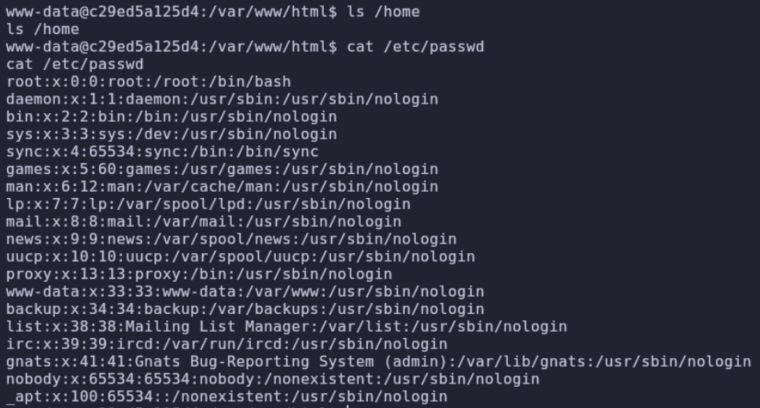 www-data@c29ed5a125d4:/var/www/html$ ls /home
ls /home
www-data@c29ed5a125d4:/var/www/html$ cat /etc/passwd
cat /etc/passwd
root:x:0:0:root:/root:/bin/bash
daemon:x:1:1:daemon:/usr/sbin:/usr/sbin/nologin
bin:x:2:2:bin:/bin:/usr/sbin/nologin
sys:x:3:3:sys:/dev:/usr/sbin/nologin
sync:x:4:65534:sync:/bin:/bin/sync
games:x:5:60:games:/usr/games:/usr/sbin/nologin
man:x:6:12:man:/var/cache/man:/usr/sbin/nologin
lp:x:7:7:lp:/var/spool/lpd:/usr/sbin/nologin
mail:x:8:8:mail:/var/mail:/usr/sbin/nologin
news:x:9:9:news:/var/spool/news:/usr/sbin/nologin
uucp:x:10:10:uucp:/var/spool/uucp:/usr/sbin/nologin
proxy:x:13:13:proxy:/bin:/usr/sbin/nologin
www-data:x:33:33:www-data:/var/www:/usr/sbin/nologin
backup:x:34:34:backup:/var/backups:/usr/sbin/nologin
list:x:38:38:Mailing List Manager:/var/list:/usr/sbin/nologin
irc:x:39:39:ircd:/var/run/ircd:/usr/sbin/nologin
gnats:x:41:41:Gnats Bug-Reporting System (admin):/var/lib/gnats:/usr/sbin/nologin
nobody:x:65534:65534:nobody:/nonexistent:/usr/sbin/nologin
_apt:x:100:65534::/nonexistent:/usr/sbin/nologin